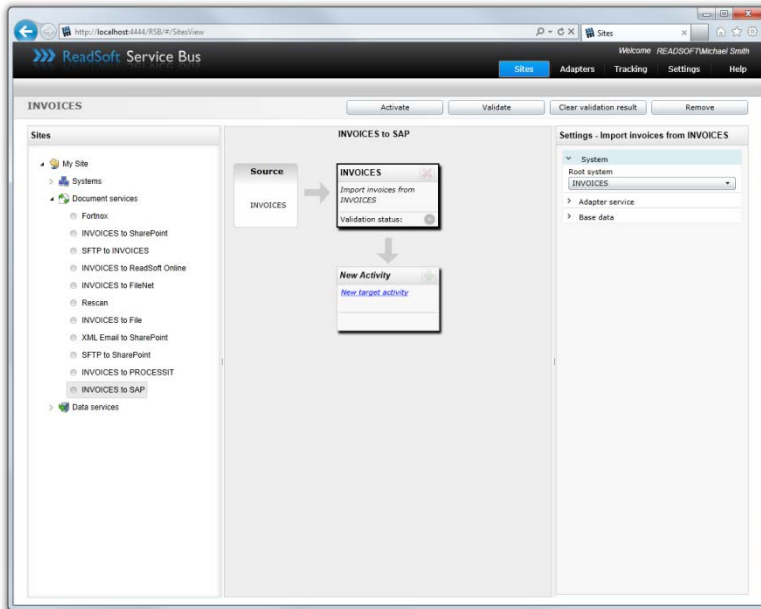 http://localhost:4444/RSB/#/SitesView
Sites
ReadSoft Service Bus
Welcome READSOFT\Michael Smith
Sites Adapters Tracking Settings Help
INVOICES
Activate Validate Clear validation result Remove
Sites
My Site
Systems
Document services
Fortnox
INVOICES to SharePoint
SFTP to INVOICES
INVOICES to ReadSoft Online
INVOICES to FileNet
Rescan
INVOICES to File
XML Email to SharePoint
SFTP to SharePoint
INVOICES to PROCESSIT
INVOICES to SAP
Data services
INVOICES to SAP
Source
INVOICES
INVOICES
Import invoices from
INVOICES
Validation status:
New Activity
New target activity
Settings - Import invoices from INVOICES
System
Root system
INVOICES
Adapter service
Base data